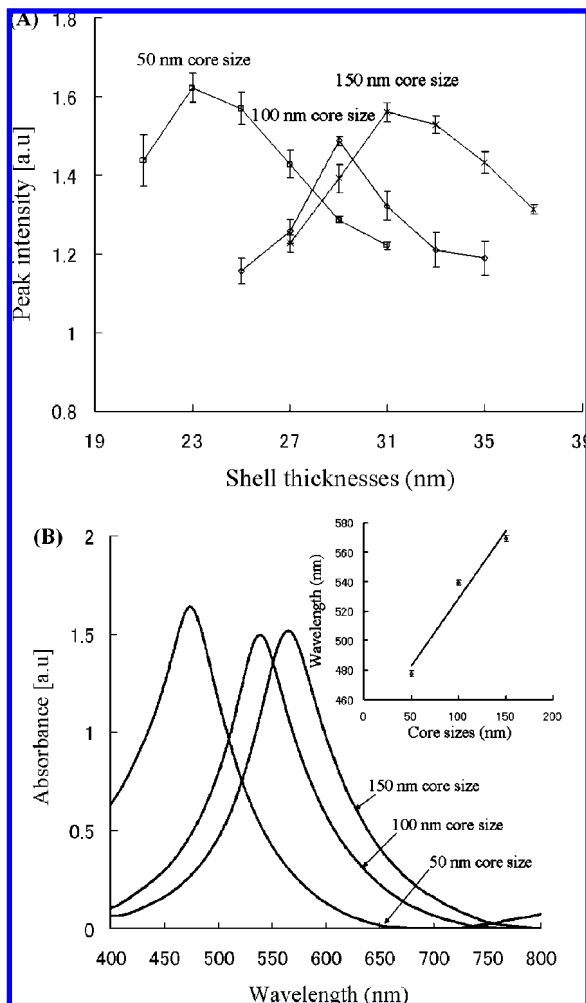 (A)
50 nm core size
150 nm core size
100 nm core size
Peak intensity [a.u]
1.8
1.6
1.4
1.2
1
0.8
19 23 27 31 35 39
Shell thicknesses (nm)
(B)
Absorbance [a.u]
2
1.5
1
0.5
0
400 450 500 550 600 650 700 750 800
Wavelength (nm)
Wavelength (nm)
580
560
540
520
500
480
460
0 50 100 150 200
Core sizes (nm)
150 nm core size
100 nm core size
50 nm core size